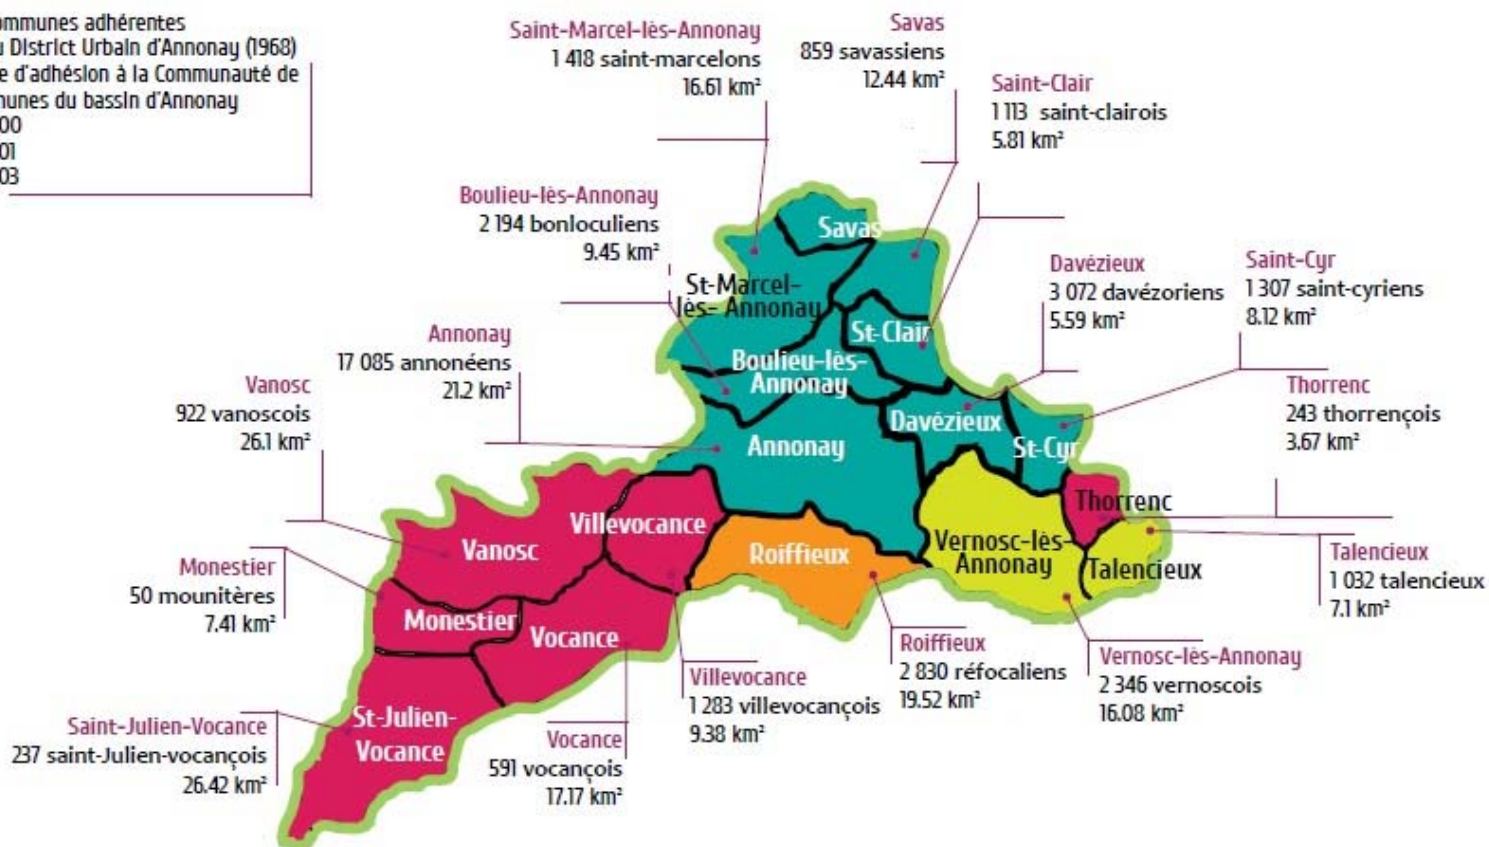 ommunes adhérentes
u District Urbain d'Annonay (1968)
e d'adhésion à la Communauté de
munes du bassin d'Annonay
00
01
03
Saint-Marcel-lès-Annonay
1 418 saint-marcelons
16.61 km²
Savas
859 savassiens
12.44 km²
Saint-Clair
1 113 saint-clairois
5.81 km²
Boulieu-lès-Annonay
2 194 bonloculiens
9.45 km²
Davézieux
3 072 davézoriens
5.59 km²
Saint-Cyr
1 307 saint-cyriens
8.12 km²
Annonay
17 085 annonéens
21.2 km²
Vanosc
922 vanoscois
26.1 km²
Thorrenc
243 thorrençois
3.67 km²
Monestier
50 mounitères
7.41 km²
Talencieux
1 032 talencieux
7.1 km²
Saint-Julien-Vocance
237 saint-Julien-vocançois
26.42 km²
Vocance
591 vocançois
17.17 km²
Villevocance
1 283 villevocançois
9.38 km²
Roiffieux
2 830 réfocaliens
19.52 km²
Vernosc-lès-Annonay
2 346 vernoscois
16.08 km²
Savas
St-Marcel-
lès- Annonay
St-Clair
Boulieu-lès-
Annonay
Davézieux
Annonay
St-Cyr
Thorrenc
Villevocance
Vanosc
Roiffieux
Vernosc-lès-
Annonay
Talencieux
Monestier
Vocance
St-Julien-
Vocance